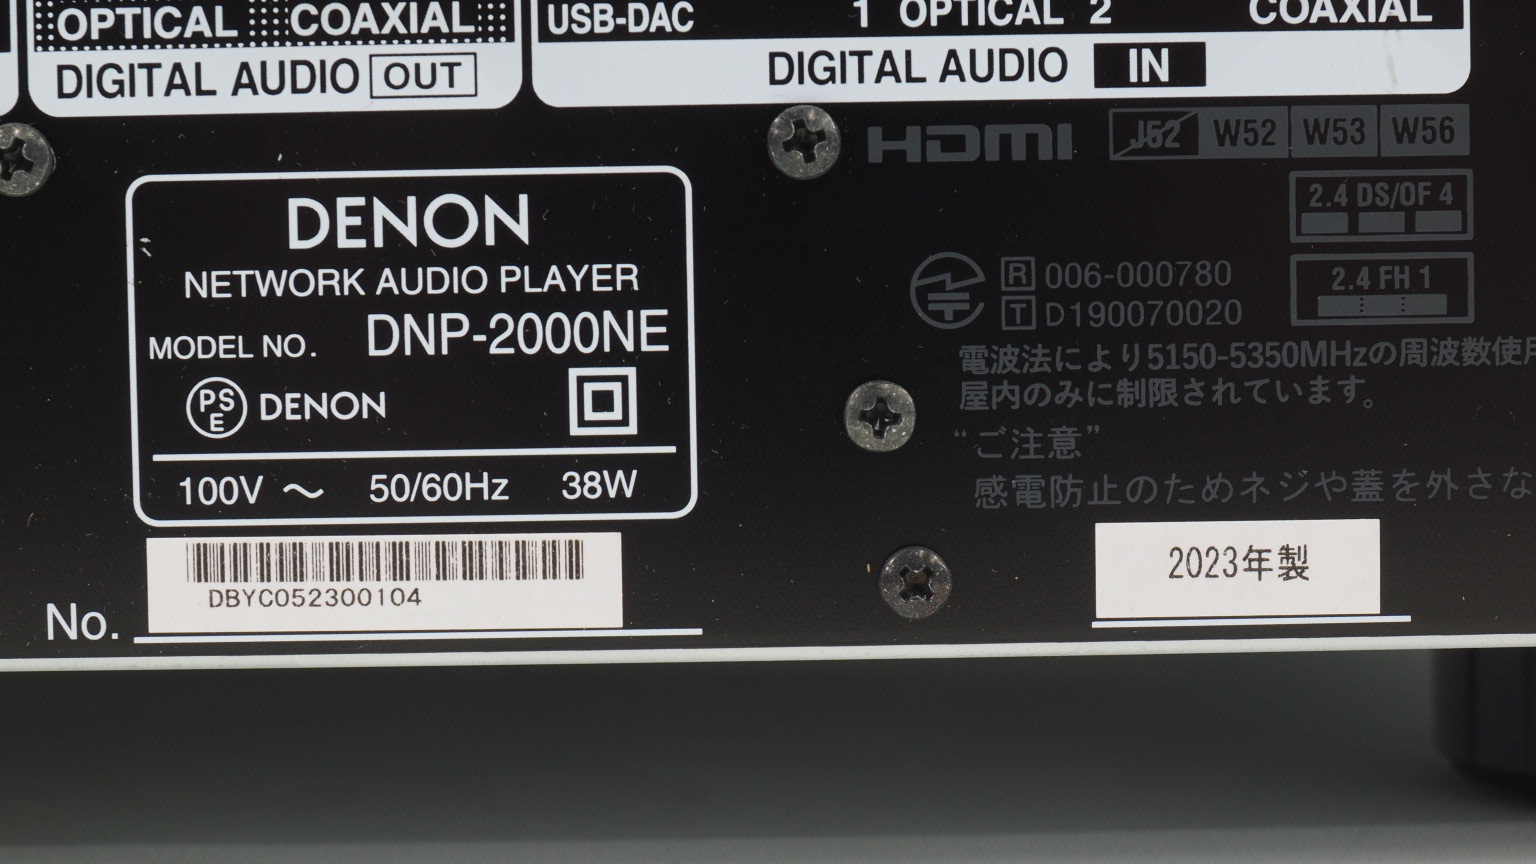 OPTICAL COAXIAL
DIGITAL AUDIO OUT
USB-DAC 1 OPTICAL 2 COAXIAL
DIGITAL AUDIO IN
HDMI
J52 W52 W53 W56
2.4 DS/OF 4
2.4 FH 1
R 006-000780
T D190070020
電波法により5150-5350MHzの周波数使用
屋内のみに制限されています。
“ご注意”
感電防止のためネジや蓋を外さな
DENON
NETWORK AUDIO PLAYER
MODEL NO. DNP-2000NE
PSE DENON
100V ～ 50/60Hz 38W
No. DBYC052300104
2023年製